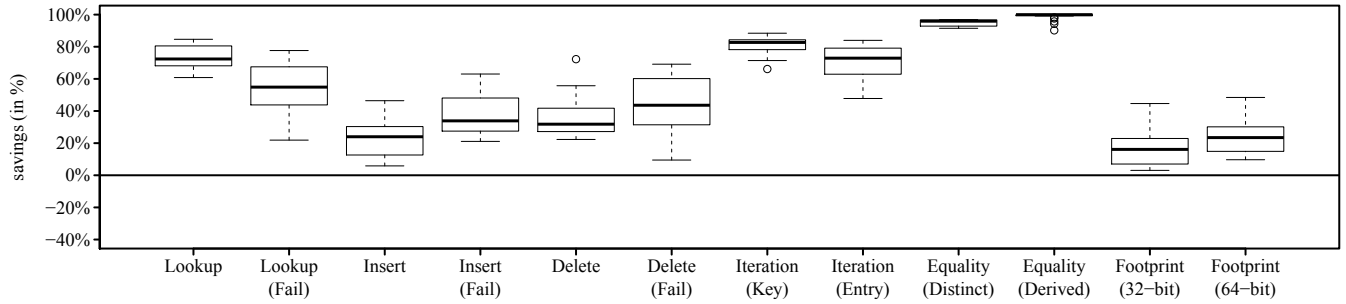 savings (in %)
100%
80%
60%
40%
20%
0%
−20%
−40%
Lookup
Lookup
(Fail)
Insert
Insert
(Fail)
Delete
Delete
(Fail)
Iteration
(Key)
Iteration
(Entry)
Equality
(Distinct)
Equality
(Derived)
Footprint
(32−bit)
Footprint
(64−bit)